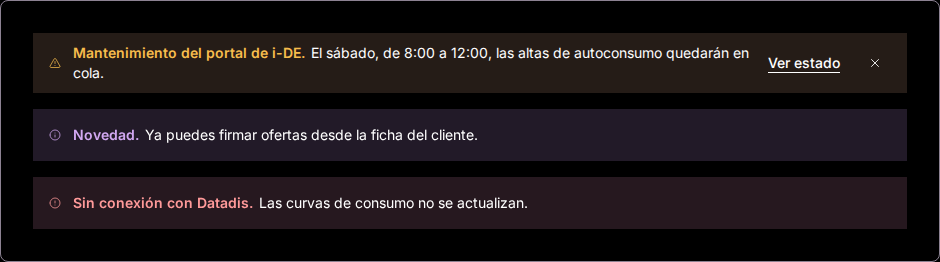 Mantenimiento del portal de i-DE. El sábado, de 8:00 a 12:00, las altas de autoconsumo quedarán en
cola.
Ver estado
Novedad. Ya puedes firmar ofertas desde la ficha del cliente.
Sin conexión con Datadis. Las curvas de consumo no se actualizan.